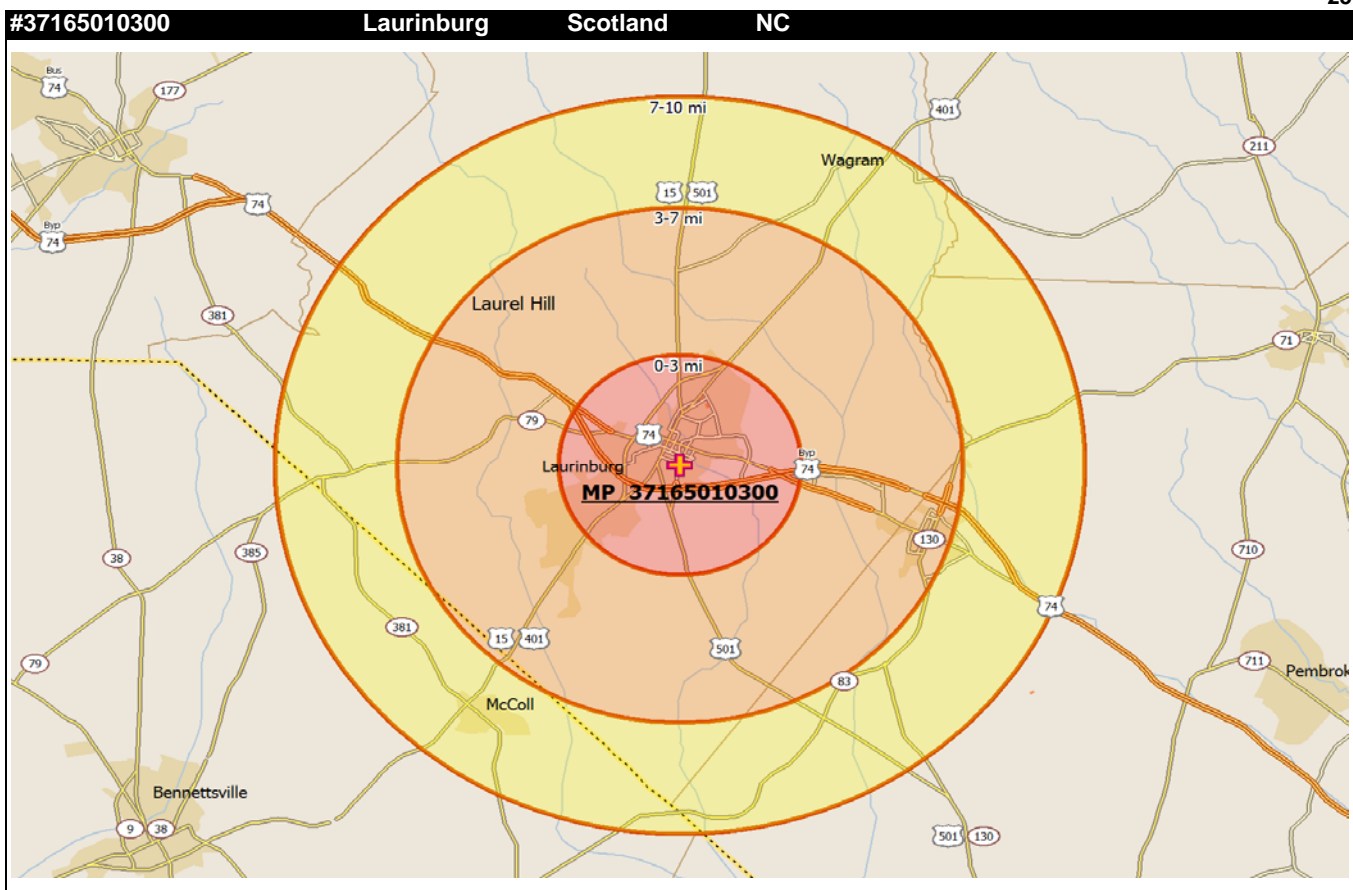 #37165010300 Laurinburg Scotland NC
Bus
74
177
7-10 mi
401
211
Wagram
15 501
74
3-7 mi
Byp
74
Laurel Hill
381
71
0-3 mi
79
74
Laurinburg
Byp
74
MP 37165010300
130
38
385
710
74
381
15 401
501
79
711
83
Pembrok
McColl
Bennettsville
9 38
501 130